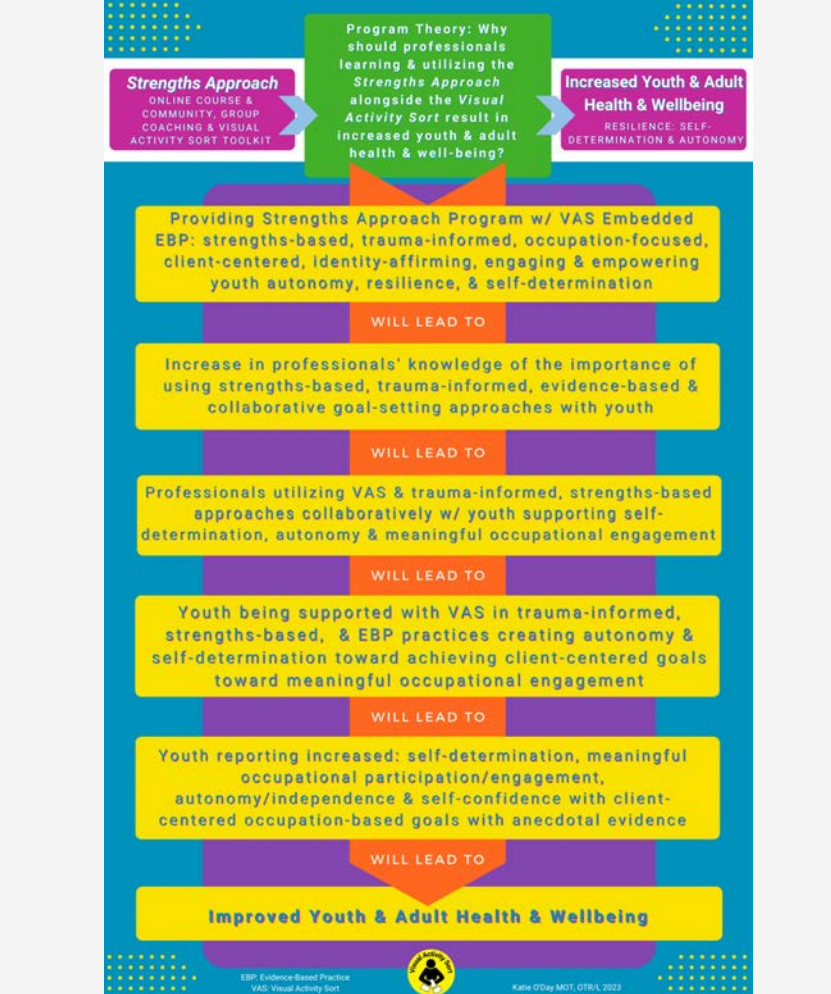 Strengths Approach
ONLINE COURSE &
COMMUNITY, GROUP
COACHING & VISUAL
ACTIVITY SORT TOOLKIT
Program Theory: Why
should professionals
learning & utilizing the
Strengths Approach
alongside the Visual
Activity Sort result in
increased youth & adult
health & well-being?
Increased Youth & Adult
Health & Wellbeing
RESILIENCE: SELF-
DETERMINATION & AUTONOMY
Providing Strengths Approach Program w/ VAS Embedded
EBP: strengths-based, trauma-informed, occupation-focused,
client-centered, identity-affirming, engaging & empowering
youth autonomy, resilience, & self-determination
WILL LEAD TO
Increase in professionals' knowledge of the importance of
using strengths-based, trauma-informed, evidence-based &
collaborative goal-setting approaches with youth
WILL LEAD TO
Professionals utilizing VAS & trauma-informed, strengths-based
approaches collaboratively w/ youth supporting self-
determination, autonomy & meaningful occupational engagement
WILL LEAD TO
Youth being supported with VAS in trauma-informed,
strengths-based, & EBP practices creating autonomy &
self-determination toward achieving client-centered goals
toward meaningful occupational engagement
WILL LEAD TO
Youth reporting increased: self-determination, meaningful
occupational participation/engagement,
autonomy/independence & self-confidence with client-
centered occupation-based goals with anecdotal evidence
WILL LEAD TO
Improved Youth & Adult Health & Wellbeing
EBP: Evidence-Based Practice
VAS: Visual Activity Sort
Visual Activity Sort
Katie O'Day MOT, OTR/L 2023